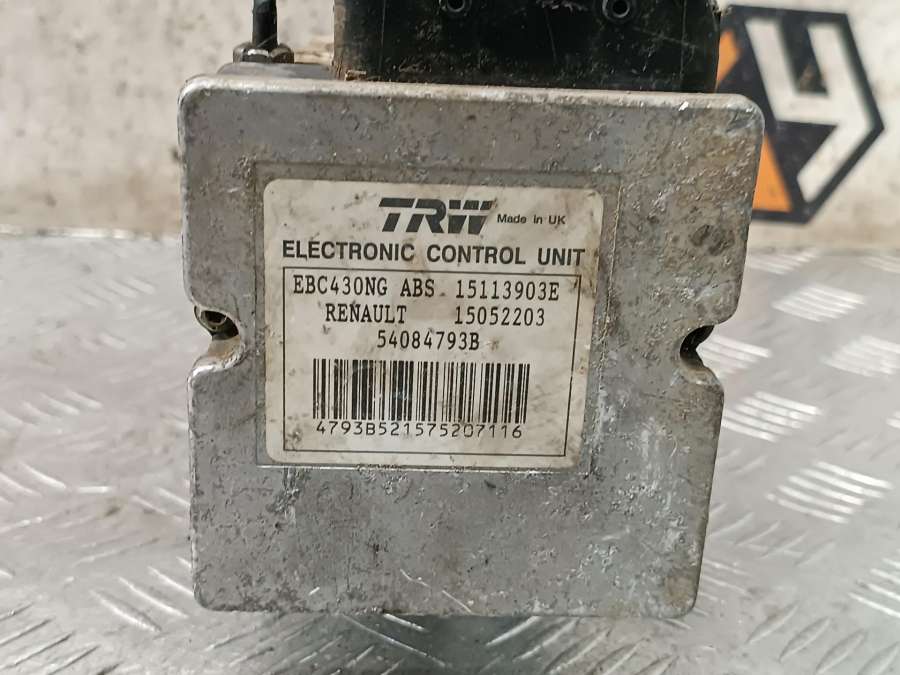 TRW Made in UK
ELECTRONIC CONTROL UNIT
EBC430NG ABS 15113903E
RENAULT 15052203
54084793B
4793B521575207116